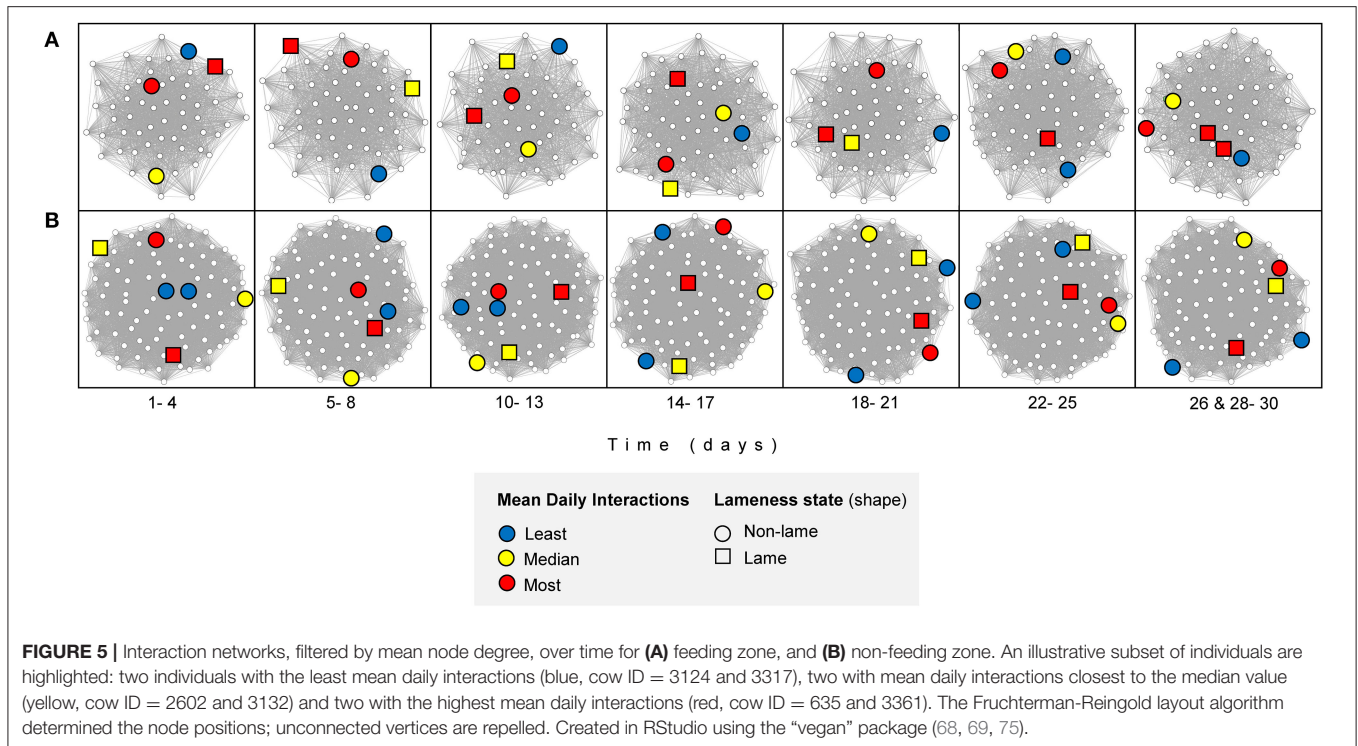 A
B
1- 4
5- 8
10- 13
14- 17
18- 21
22- 25
26 & 28- 30
Time (days)
Mean Daily Interactions
Least
Median
Most
Lameness state (shape)
Non-lame
Lame
FIGURE 5 | Interaction networks, filtered by mean node degree, over time for (A) feeding zone, and (B) non-feeding zone. An illustrative subset of individuals are
highlighted: two individuals with the least mean daily interactions (blue, cow ID = 3124 and 3317), two with mean daily interactions closest to the median value
(yellow, cow ID = 2602 and 3132) and two with the highest mean daily interactions (red, cow ID = 635 and 3361). The Fruchterman-Reingold layout algorithm
determined the node positions; unconnected vertices are repelled. Created in RStudio using the “vegan” package (68, 69, 75).